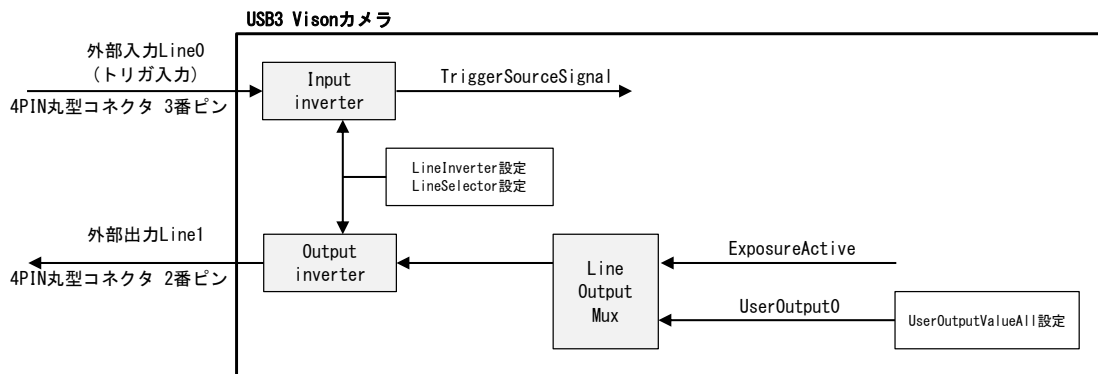 USB3 Visonカメラ
外部入力Line0
（トリガ入力）
4PIN丸型コネクタ 3番ピン
Input
inverter
TriggerSourceSignal
LineInverter設定
LineSelector設定
外部出力Line1
4PIN丸型コネクタ 2番ピン
Output
inverter
Line
Output
Mux
ExposureActive
UserOutput0
UserOutputValueAll設定